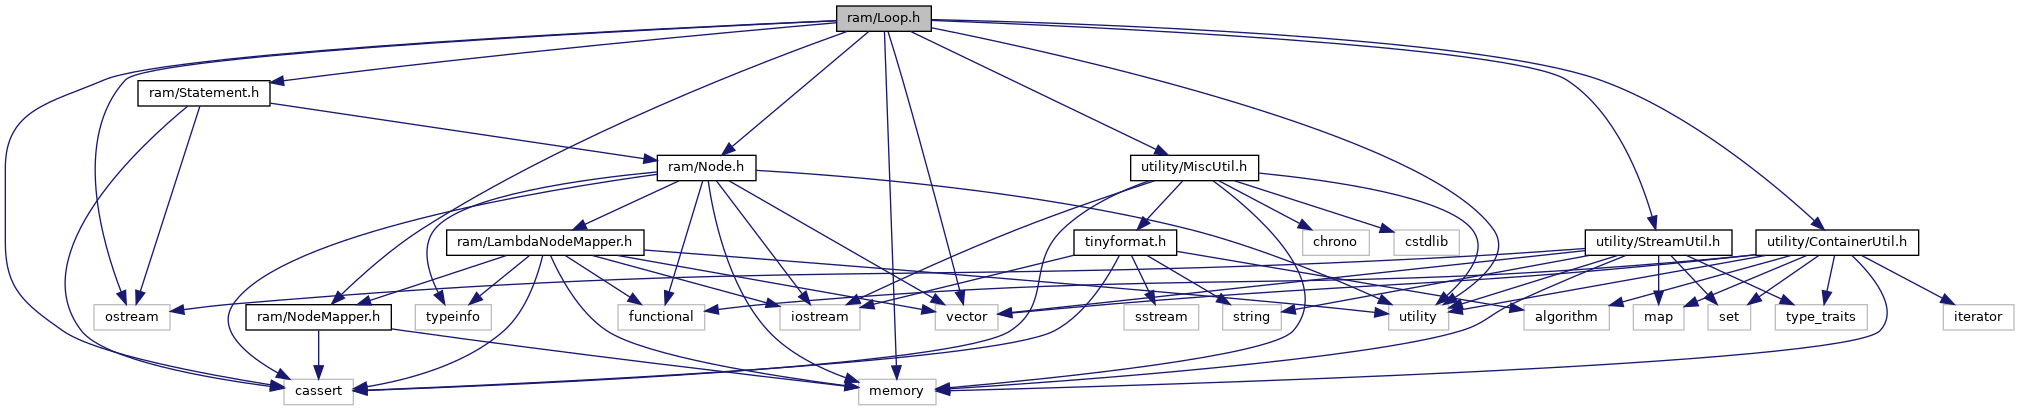 ram/Loop.h
ram/Statement.h
ram/Node.h
utility/MiscUtil.h
ram/LambdaNodeMapper.h
tinyformat.h
chrono
cstdlib
utility/StreamUtil.h
utility/ContainerUtil.h
ostream
ram/NodeMapper.h
typeinfo
functional
iostream
vector
sstream
string
utility
algorithm
map
set
type_traits
iterator
cassert
memory